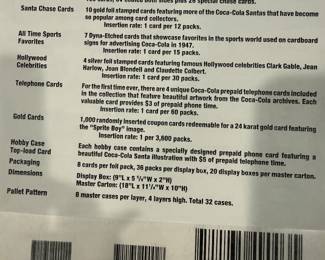 Santa Chase Cards
10 gold foil stamped cards featuring more of the Coca-Cola Santas that have become
so popular among card collectors.
Insertion rate: 1 card per 12 packs.
All Time Sports
Favorites
7 Dyna-Etched cards that showcase favorites in the sports world used on cardboard
signs for advertising Coca-Cola in 1947.
Insertion rate: 1 card per 15 packs.
Hollywood
Celebrities
4 silver foil stamped cards featuring famous Hollywood celebrities Clark Gable, Jean
Harlow, Joan Blondell and Claudette Colbert.
Insertion rate: 1 card per 30 packs.
Telephone Cards
For the first time ever, there are 4 unique Coca-Cola prepaid telephone cards included
in the collection that feature beautiful artwork from the Coca-Cola archives. Each
valuable card provides $3 of prepaid phone time.
Insertion rate: 1 card per 60 packs.
Gold Cards
1,000 randomly inserted coupon cards redeemable for a 24 karat gold card featuring
the "Sprite Boy" image.
Insertion rate: 1 per 3,600 packs.
Hobby Case
Top-load Card
Each hobby case contains a specially designed prepaid phone card featuring a
beautiful Coca-Cola Santa illustration with $5 of prepaid telephone time.
Packaging
8 cards per foil pack, 36 packs per display box, 20 display boxes per master carton.
Dimensions
Display Box: (9"L x 5 W x 2"H)
Master Carton: (18"L x W x 10"H)
Pallet Pattern
8 master cases per layer, 4 layers high. Total 32 cases.